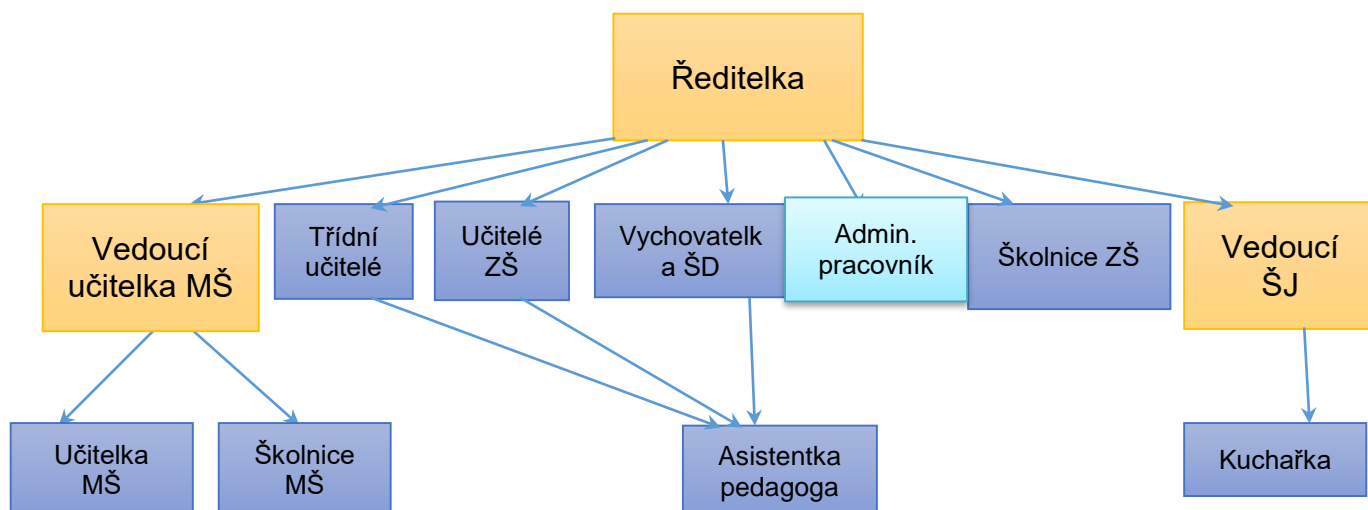 Ředitelka
Vedoucí
učitelka MŠ
Třídní
učitelé
Učitelé
ZŠ
Vychovatelk
a ŠD
Admin.
pracovník
Školnice ZŠ
Vedoucí
ŠJ
Učitelka
MŠ
Školnice
MŠ
Asistentka
pedagoga
Kuchařka